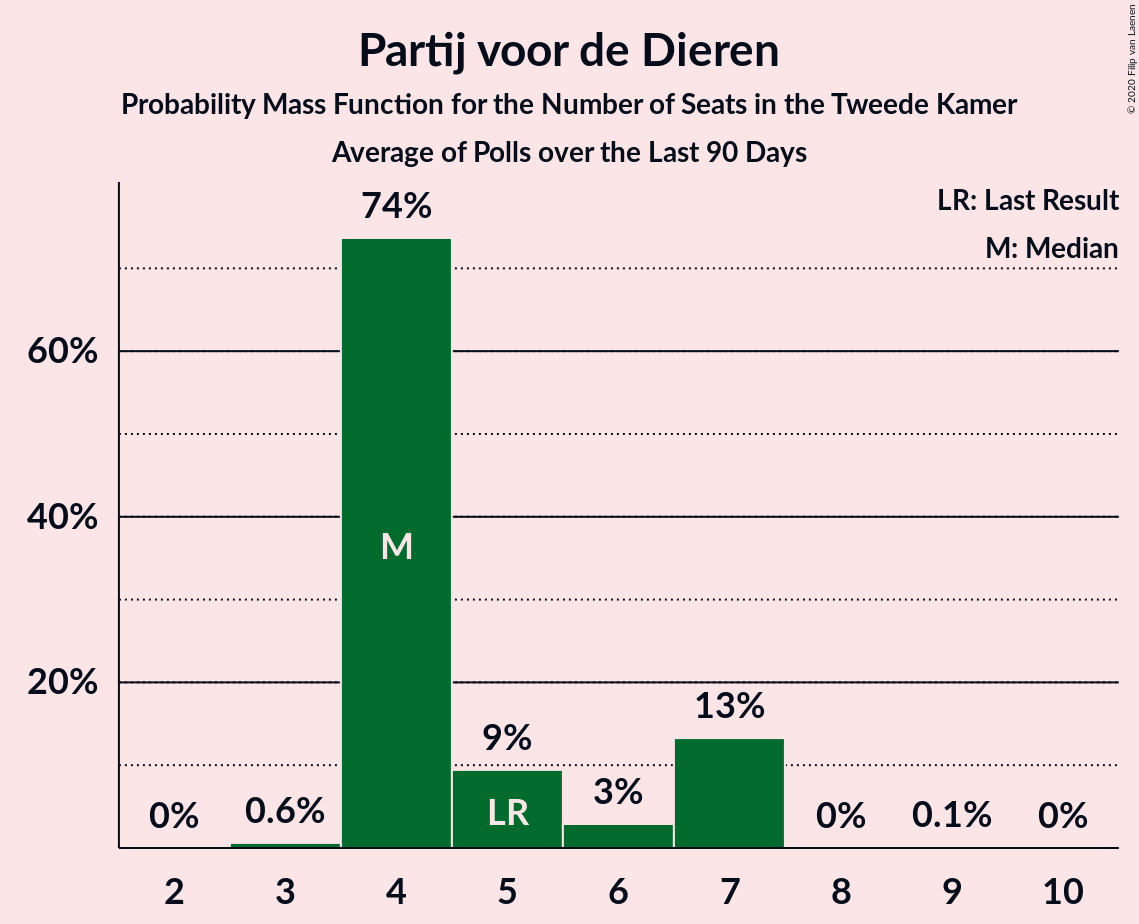 Partij voor de Dieren
Probability Mass Function for the Number of Seats in the Tweede Kamer
Average of Polls over the Last 90 Days
© 2020 Filip van Laenen
LR: Last Result
M: Median
74%
60%
40%
M
20%
13%
9%
3%
LR
0%
0.6%
0%
0.1%
0%
2 3 4 5 6 7 8 9 10